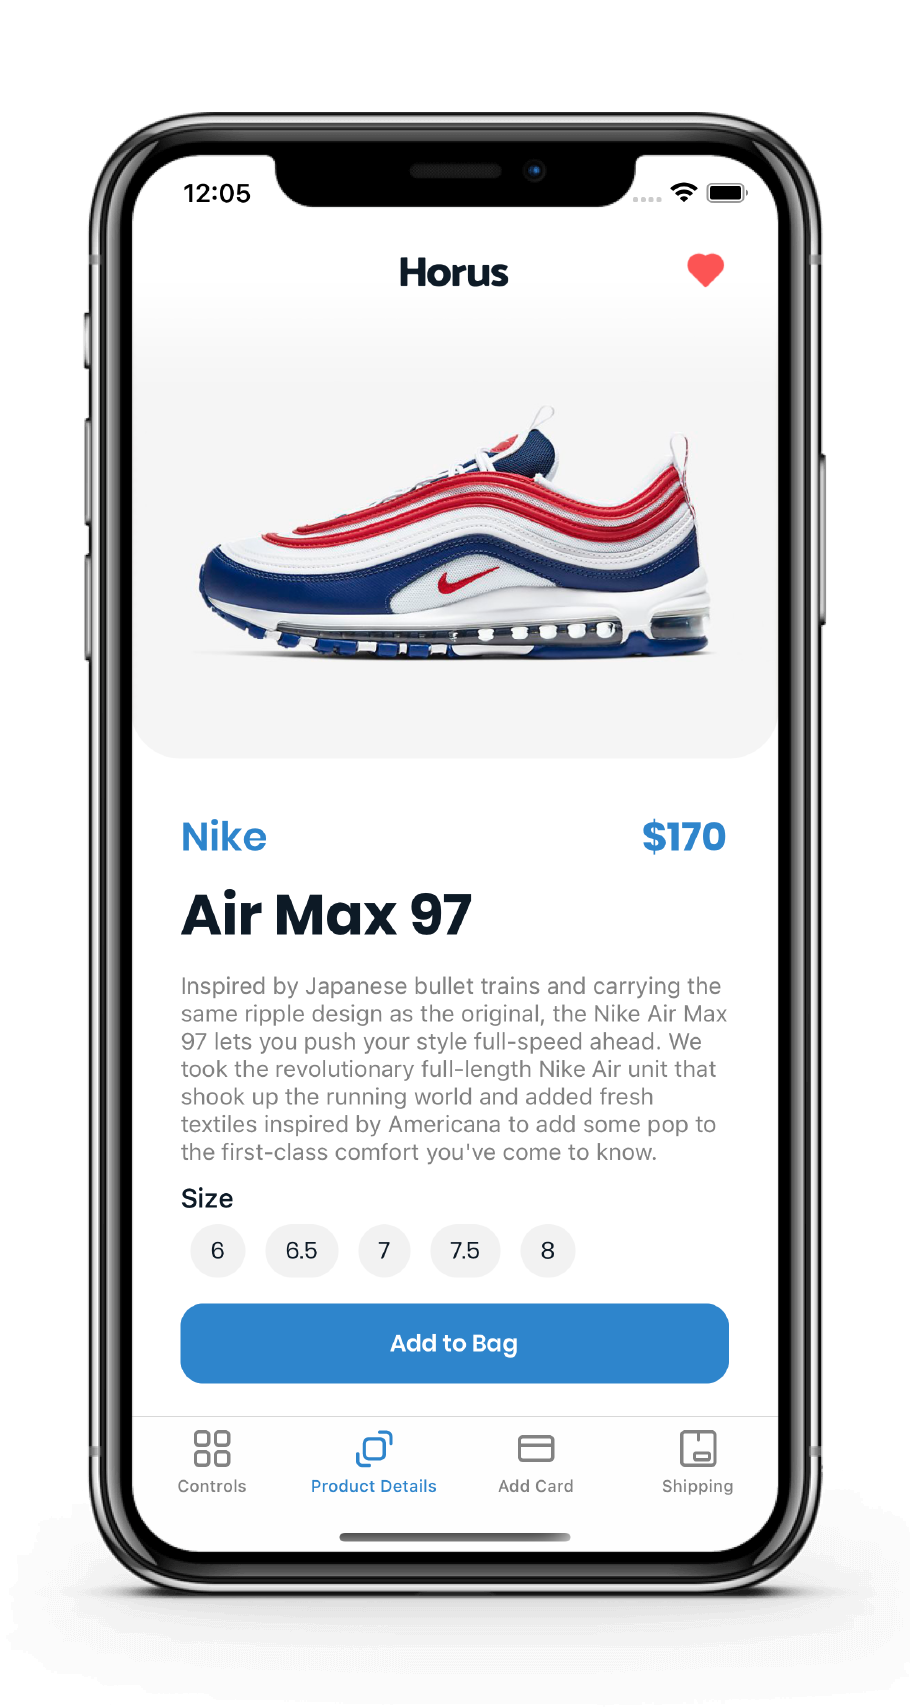 12:05
Horus
Nike
$170
Air Max 97
Inspired by Japanese bullet trains and carrying the
same ripple design as the original, the Nike Air Max
97 lets you push your style full-speed ahead. We
took the revolutionary full-length Nike Air unit that
shook up the running world and added fresh
textiles inspired by Americana to add some pop to
the first-class comfort you've come to know.
Size
6 6.5 7 7.5 8
Add to Bag
Controls Product Details Add Card Shipping